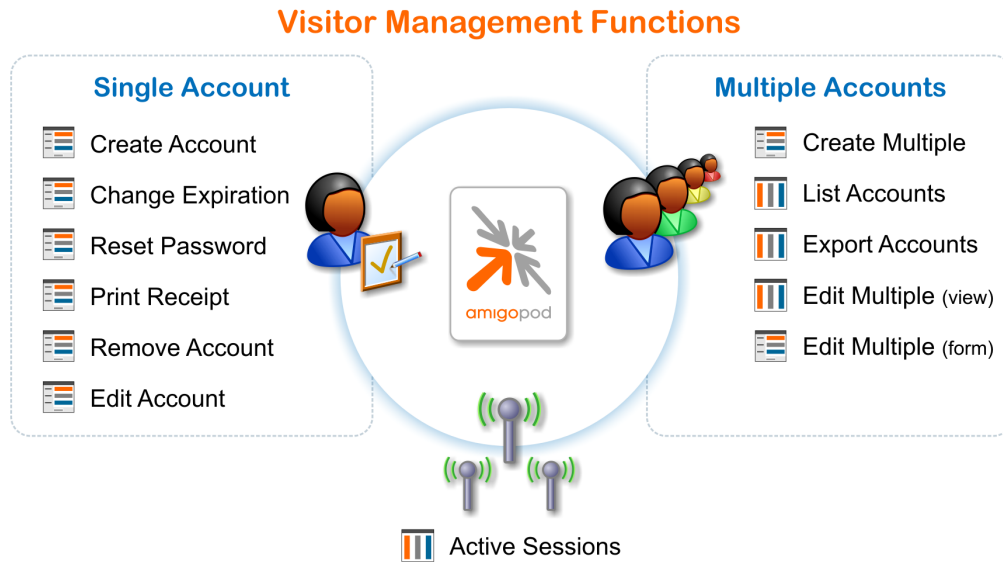 Visitor Management Functions
Single Account
Create Account
Change Expiration
Reset Password
Print Receipt
Remove Account
Edit Account
amigopod
Multiple Accounts
Create Multiple
List Accounts
Export Accounts
Edit Multiple (view)
Edit Multiple (form)
Active Sessions